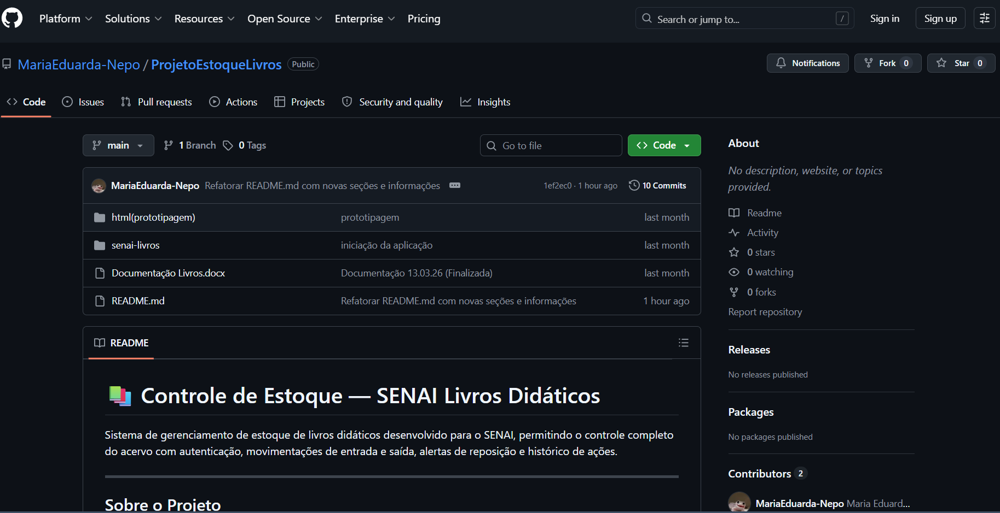 Platform Solutions Resources Open Source Enterprise Pricing Search or jump to... / Sign in Sign up
MariaEduarda-Nepo / ProjetoEstoqueLivros Public Notifications Fork 0 Star 0
Code Issues Pull requests Actions Projects Security and quality Insights
main 1 Branch 0 Tags Go to file Code
MariaEduarda-Nepo Refatorar README.md com novas seções e informações 1ef2ec0 · 1 hour ago 10 Commits
html(prototipagem) prototipagem last month
senai-livros iniciação da aplicação last month
Documentação Livros.docx Documentação 13.03.26 (Finalizada) last month
README.md Refatorar README.md com novas seções e informações 1 hour ago
README
Controle de Estoque — SENAI Livros Didáticos
Sistema de gerenciamento de estoque de livros didáticos desenvolvido para o SENAI, permitindo o controle completo
do acervo com autenticação, movimentações de entrada e saída, alertas de reposição e histórico de ações.
Sobre o Projeto
About
No description, website, or topics
provided.
Readme
Activity
0 stars
0 watching
0 forks
Report repository
Releases
No releases published
Packages
No packages published
Contributors 2
MariaEduarda-Nepo Maria Eduard...